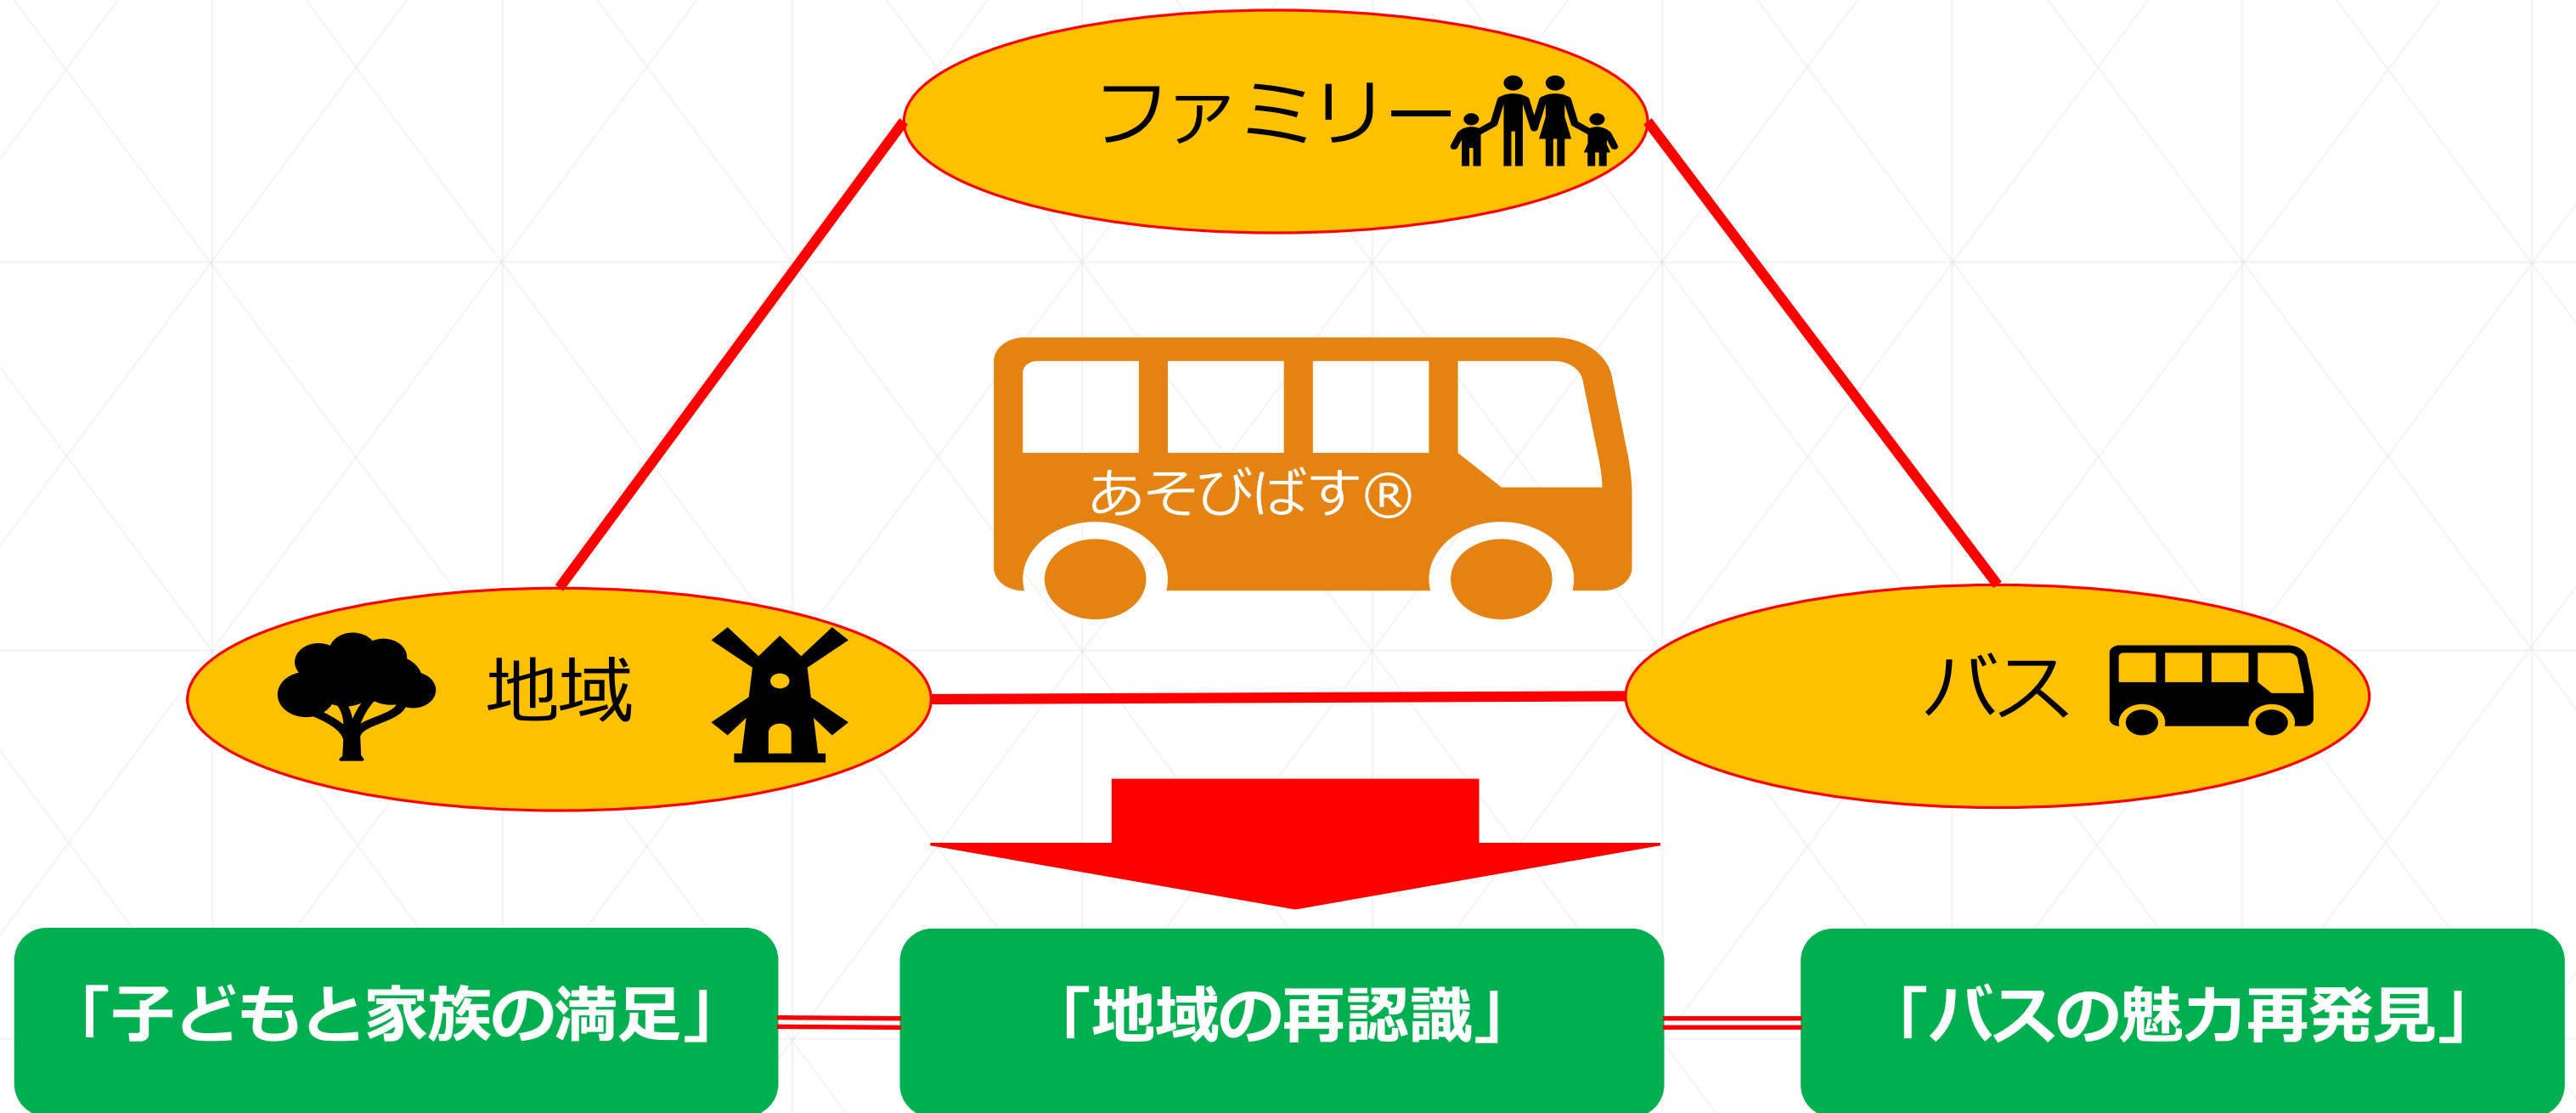 ファミリー
あそびばす®
地域
バス
「子どもと家族の満足」
「地域の再認識」
「バスの魅力再発見」